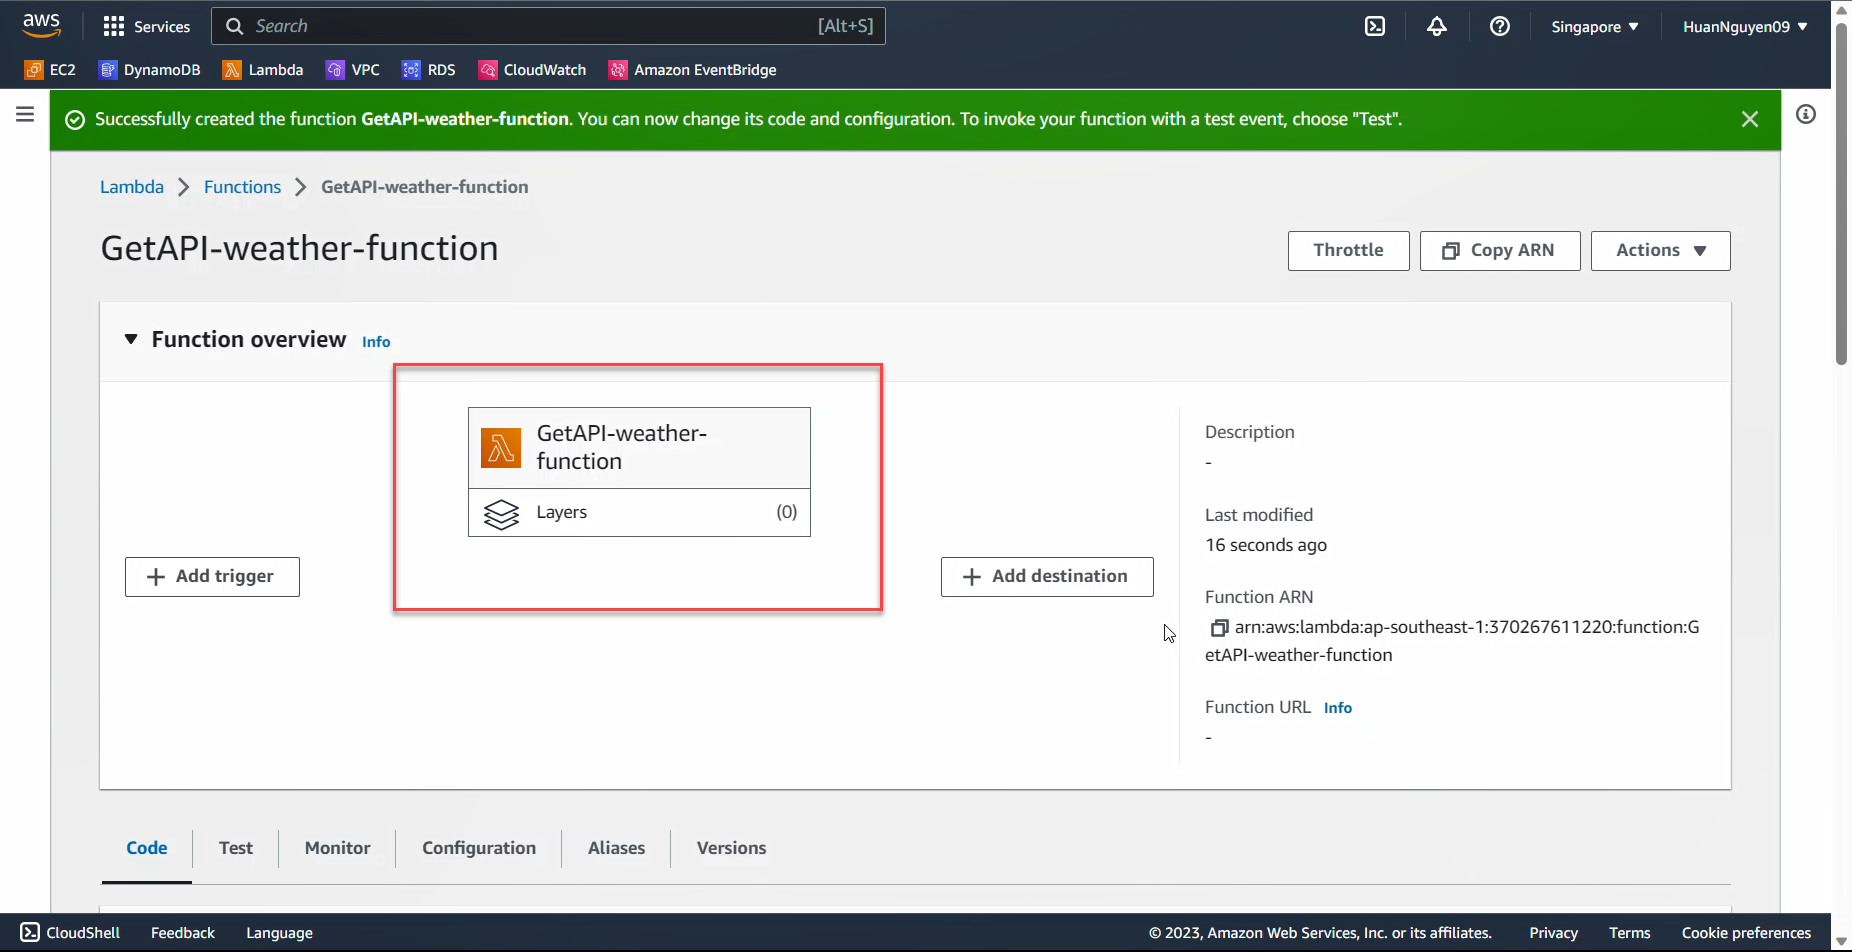 aws
Services
Search [Alt+S]
Singapore
HuanNguyen09
EC2 DynamoDB Lambda VPC RDS CloudWatch Amazon EventBridge
Successfully created the function GetAPI-weather-function. You can now change its code and configuration. To invoke your function with a test event, choose "Test".
Lambda Functions GetAPI-weather-function
GetAPI-weather-function
Throttle Copy ARN Actions
Function overview Info
GetAPI-weather-
function
Layers (0)
+ Add trigger
+ Add destination
Description
-
Last modified
16 seconds ago
Function ARN
arn:aws:lambda:ap-southeast-1:370267611220:function:G
etAPI-weather-function
Function URL Info
-
Code Test Monitor Configuration Aliases Versions
CloudShell Feedback Language © 2023, Amazon Web Services, Inc. or its affiliates. Privacy Terms Cookie preferences